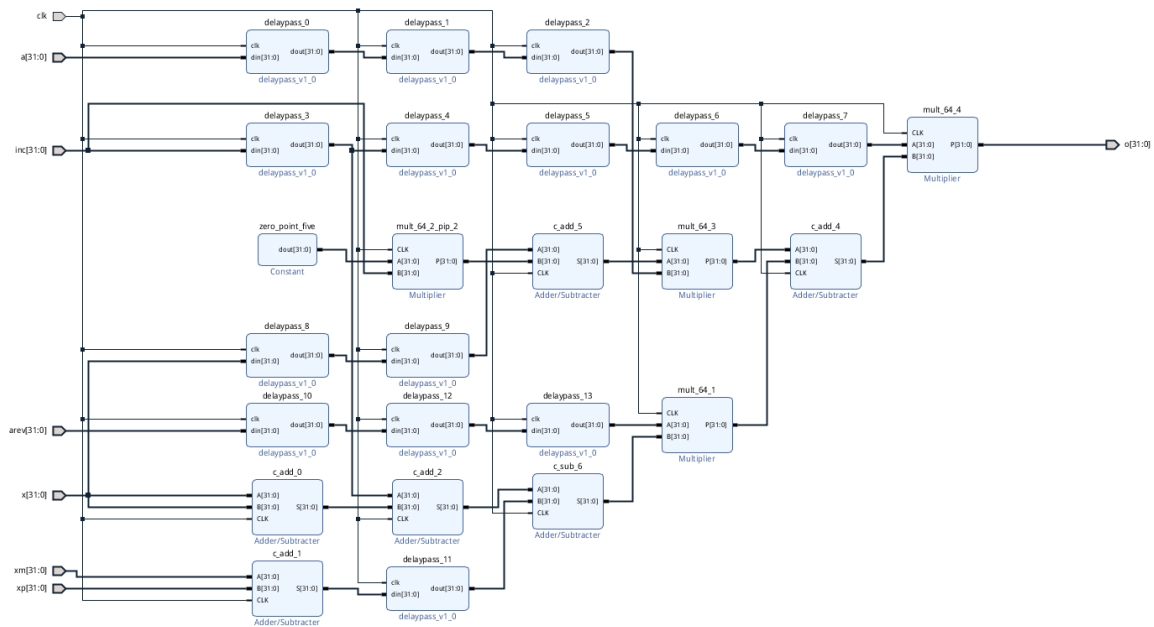 clk
a[31:0]
delaypass_0
clk
din[31:0]
dout[31:0]
delaypass_v1_0
delaypass_1
clk
din[31:0]
dout[31:0]
delaypass_v1_0
delaypass_2
clk
din[31:0]
dout[31:0]
delaypass_v1_0
inc[31:0]
delaypass_3
clk
din[31:0]
dout[31:0]
delaypass_v1_0
delaypass_4
clk
din[31:0]
dout[31:0]
delaypass_v1_0
delaypass_5
clk
din[31:0]
dout[31:0]
delaypass_v1_0
delaypass_6
clk
din[31:0]
dout[31:0]
delaypass_v1_0
delaypass_7
clk
din[31:0]
dout[31:0]
delaypass_v1_0
mult_64_4
CLK
A[31:0]
B[31:0]
P[31:0]
Multiplier
o[31:0]
zero_point_five
dout[31:0]
Constant
mult_64_2_pip_2
CLK
A[31:0]
B[31:0]
P[31:0]
Multiplier
c_add_5
A[31:0]
B[31:0]
CLK
S[31:0]
Adder/Subtracter
mult_64_3
CLK
A[31:0]
B[31:0]
P[31:0]
Multiplier
c_add_4
A[31:0]
B[31:0]
CLK
S[31:0]
Adder/Subtracter
delaypass_8
clk
din[31:0]
dout[31:0]
delaypass_v1_0
delaypass_9
clk
din[31:0]
dout[31:0]
delaypass_v1_0
arev[31:0]
delaypass_10
clk
din[31:0]
dout[31:0]
delaypass_v1_0
delaypass_12
clk
din[31:0]
dout[31:0]
delaypass_v1_0
delaypass_13
clk
din[31:0]
dout[31:0]
delaypass_v1_0
mult_64_1
CLK
A[31:0]
B[31:0]
P[31:0]
Multiplier
x[31:0]
c_add_0
A[31:0]
B[31:0]
CLK
S[31:0]
Adder/Subtracter
c_add_2
A[31:0]
B[31:0]
CLK
S[31:0]
Adder/Subtracter
c_sub_6
A[31:0]
B[31:0]
CLK
S[31:0]
Adder/Subtracter
xm[31:0]
xp[31:0]
c_add_1
A[31:0]
B[31:0]
CLK
S[31:0]
Adder/Subtracter
delaypass_11
clk
din[31:0]
dout[31:0]
delaypass_v1_0